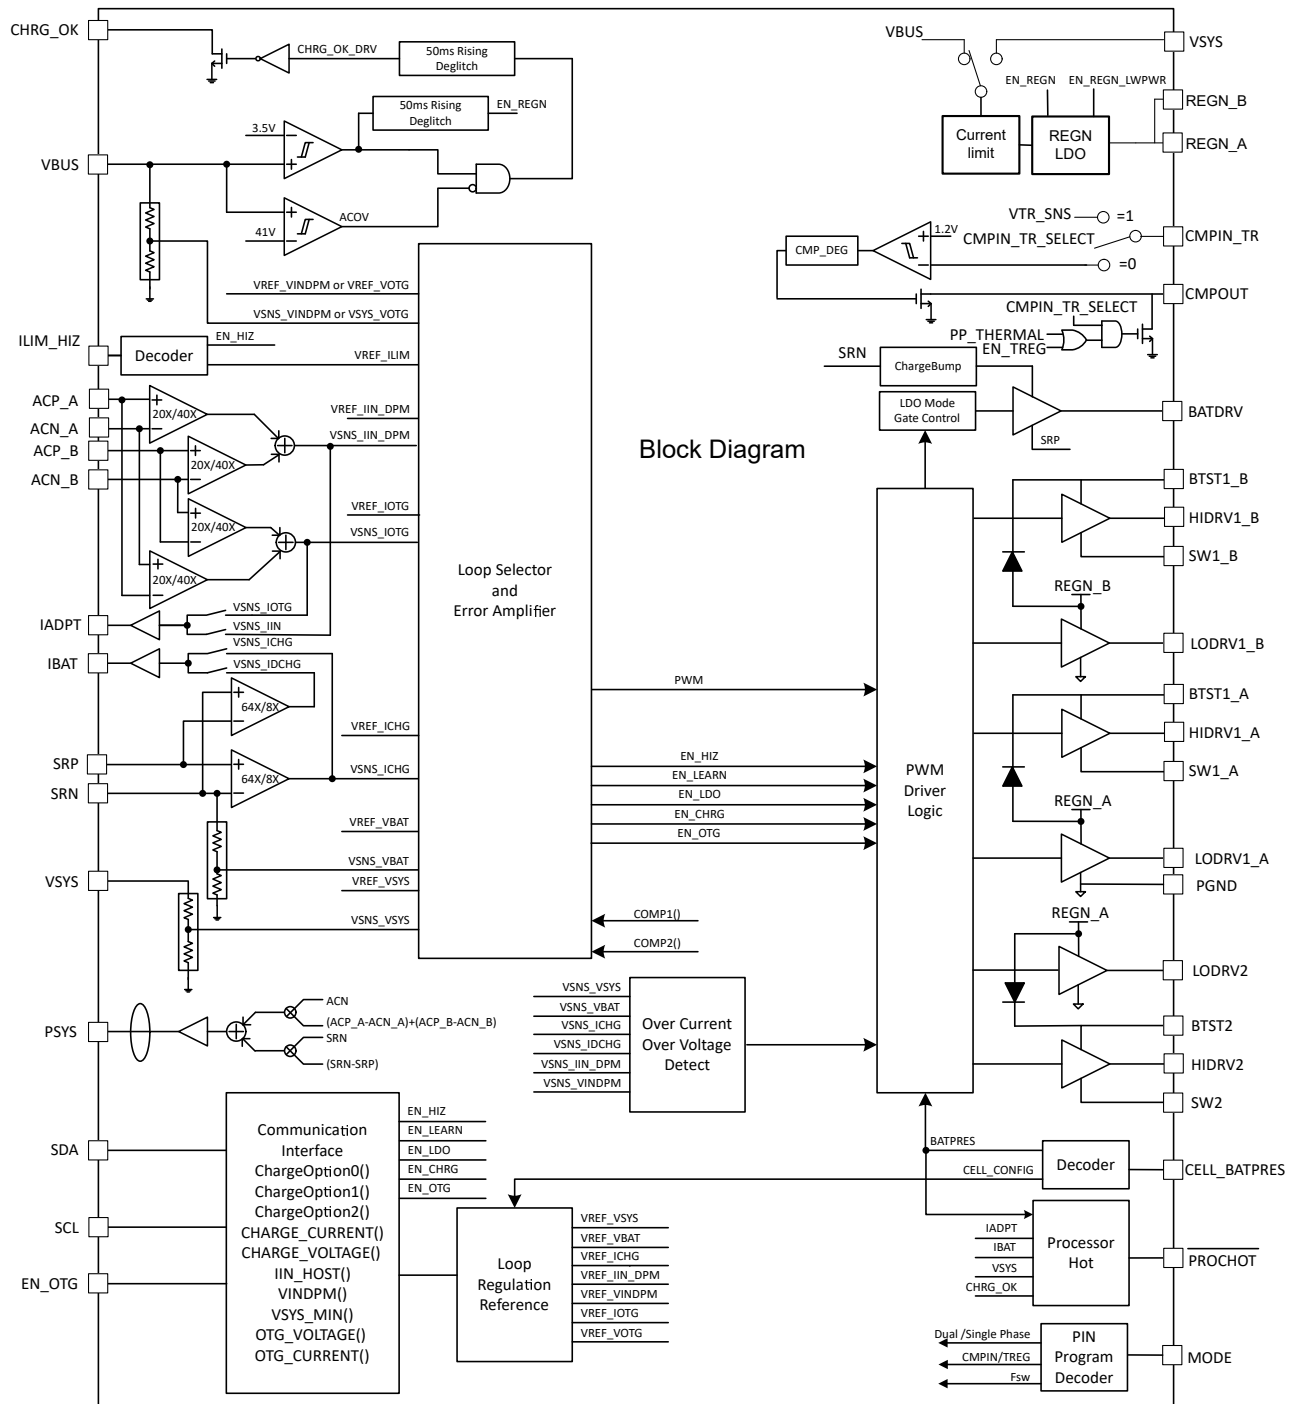 CHRG_OK
CHRG_OK_DRV
50ms Rising
Deglitch
50ms Rising
Deglitch
EN_REGN
3.5V
VBUS
41V
ACOV
VREF_VINDPM or VREF_VOTG
VSNS_VINDPM or VSYS_VOTG
ILIM_HIZ
Decoder
EN_HIZ
VREF_ILIM
ACP_A
ACN_A
ACP_B
ACN_B
20X/40X
20X/40X
20X/40X
20X/40X
VREF_IIN_DPM
VSNS_IIN_DPM
VREF_IOTG
VSNS_IOTG
IADPT
VSNS_IOTG
VSNS_IIN
IBAT
VSNS_ICHG
VSNS_IDCHG
64X/8X
64X/8X
VREF_ICHG
SRP
VSNS_ICHG
SRN
VREF_VBAT
VSNS_VBAT
VSYS
VREF_VSYS
VSNS_VSYS
Loop Selector
and
Error Amplifier
Block Diagram
PWM
EN_HIZ
EN_LEARN
EN_LDO
EN_CHRG
EN_OTG
COMP1()
COMP2()
PWM
Driver
Logic
VBUS
VSYS
EN_REGN
EN_REGN_LWPWR
REGN_B
REGN_A
Current
limit
REGN
LDO
VTR_SNS
=1
CMPIN_TR_SELECT
CMPIN_TR
=0
1.2V
CMP_DEG
CMPOUT
CMPIN_TR_SELECT
PP_THERMAL
EN_TREG
SRN
ChargeBump
LDO Mode
Gate Control
BATDRV
SRP
BTST1_B
HIDRV1_B
SW1_B
REGN_B
LODRV1_B
BTST1_A
HIDRV1_A
SW1_A
REGN_A
LODRV1_A
PGND
REGN_A
LODRV2
BTST2
HIDRV2
SW2
PSYS
ACN
(ACP_A-ACN_A)+(ACP_B-ACN_B)
SRN
(SRN-SRP)
VSNS_VSYS
VSNS_VBAT
VSNS_ICHG
VSNS_IDCHG
VSNS_IIN_DPM
VSNS_VINDPM
Over Current
Over Voltage
Detect
SDA
SCL
EN_OTG
Communication
Interface
ChargeOption0()
ChargeOption1()
ChargeOption2()
CHARGE_CURRENT()
CHARGE_VOLTAGE()
IIN_HOST()
VINDPM()
VSYS_MIN()
OTG_VOLTAGE()
OTG_CURRENT()
EN_HIZ
EN_LEARN
EN_LDO
EN_CHRG
EN_OTG
Loop
Regulation
Reference
VREF_VSYS
VREF_VBAT
VREF_ICHG
VREF_IIN_DPM
VREF_VINDPM
VREF_IOTG
VREF_VOTG
BATPRES
CELL_CONFIG
Decoder
CELL_BATPRES
IADPT
IBAT
VSYS
CHRG_OK
Processor
Hot
PROCHOT
Dual /Single Phase
CMPIN/TREG
Fsw
PIN
Program
Decoder
MODE